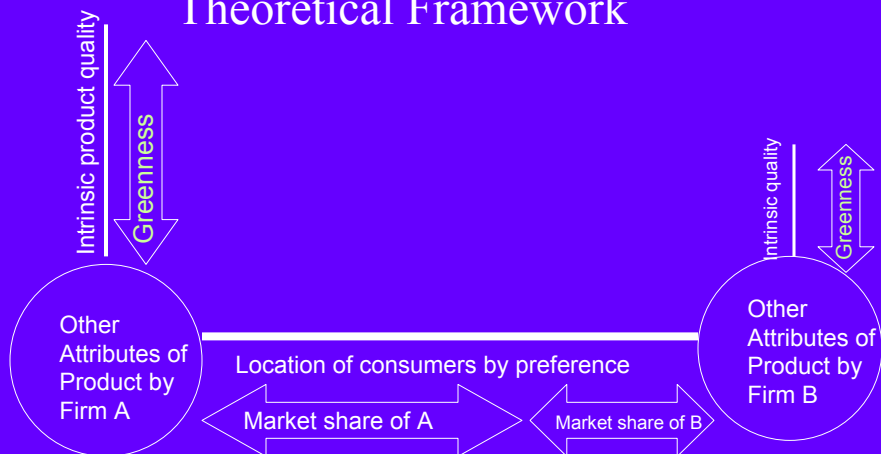 Theoretical Framework
Intrinsic product quality
Greenness
Intrinsic quality
Greenness
Other
Attributes of
Product by
Firm A
Location of consumers by preference
Other
Attributes of
Product by
Firm B
Market share of A
Market share of B